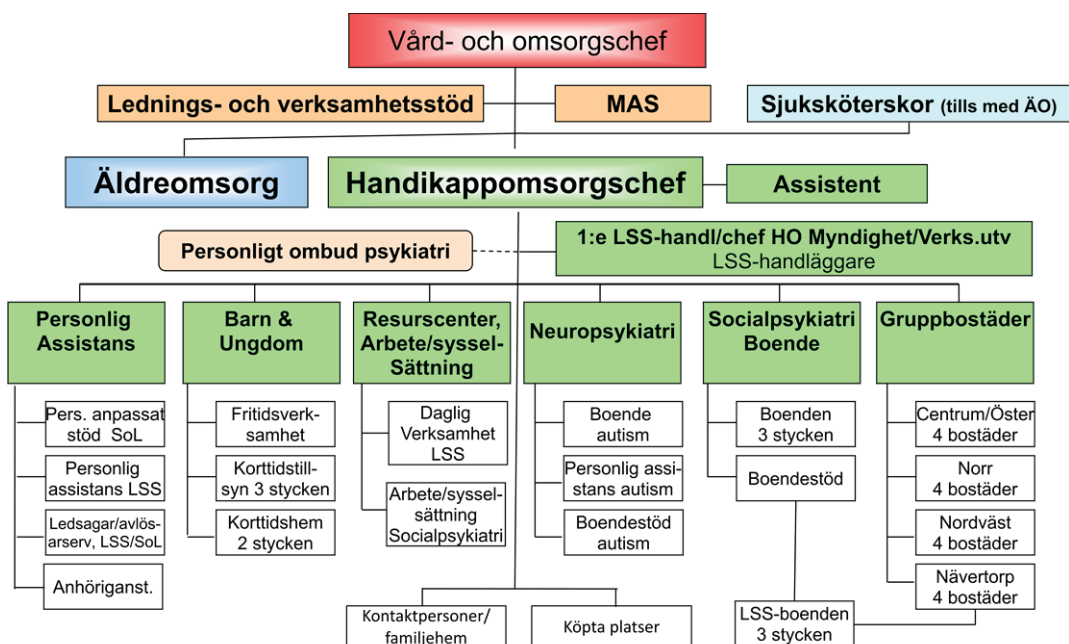 Vård- och omsorgschef
Lednings- och verksamhetsstöd
MAS
Sjuksköterskor (tills med ÄO)
Äldreomsorg
Handikappomsorgschef
Assistent
Personligt ombud psykiatri
1:e LSS-handl/chef HO Myndighet/Verks.utv
LSS-handläggare
Personlig
Assistans
Pers. anpassat
stöd SoL
Personlig
assistans LSS
Ledsagar/avlös-
arserv, LSS/SoL
Anhöriganst.
Barn &
Ungdom
Fritidsverk-
samhet
Korttidstill-
syn 3 stycken
Korttidshem
2 stycken
Resurscenter,
Arbete/syssel-
Sättning
Daglig
Verksamhet
LSS
Arbete/syssel-
sättning
Socialpsykiatri
Neuropsykiatri
Boende
autism
Personlig assi-
stans autism
Boendestöd
autism
Socialpsykiatri
Boende
Boenden
3 stycken
Boendestöd
LSS-boenden
3 stycken
Gruppbostäder
Centrum/Öster
4 bostäder
Norr
4 bostäder
Nordväst
4 bostäder
Nävertorp
4 bostäder
Kontaktpersoner/
familjehem
Köpta platser